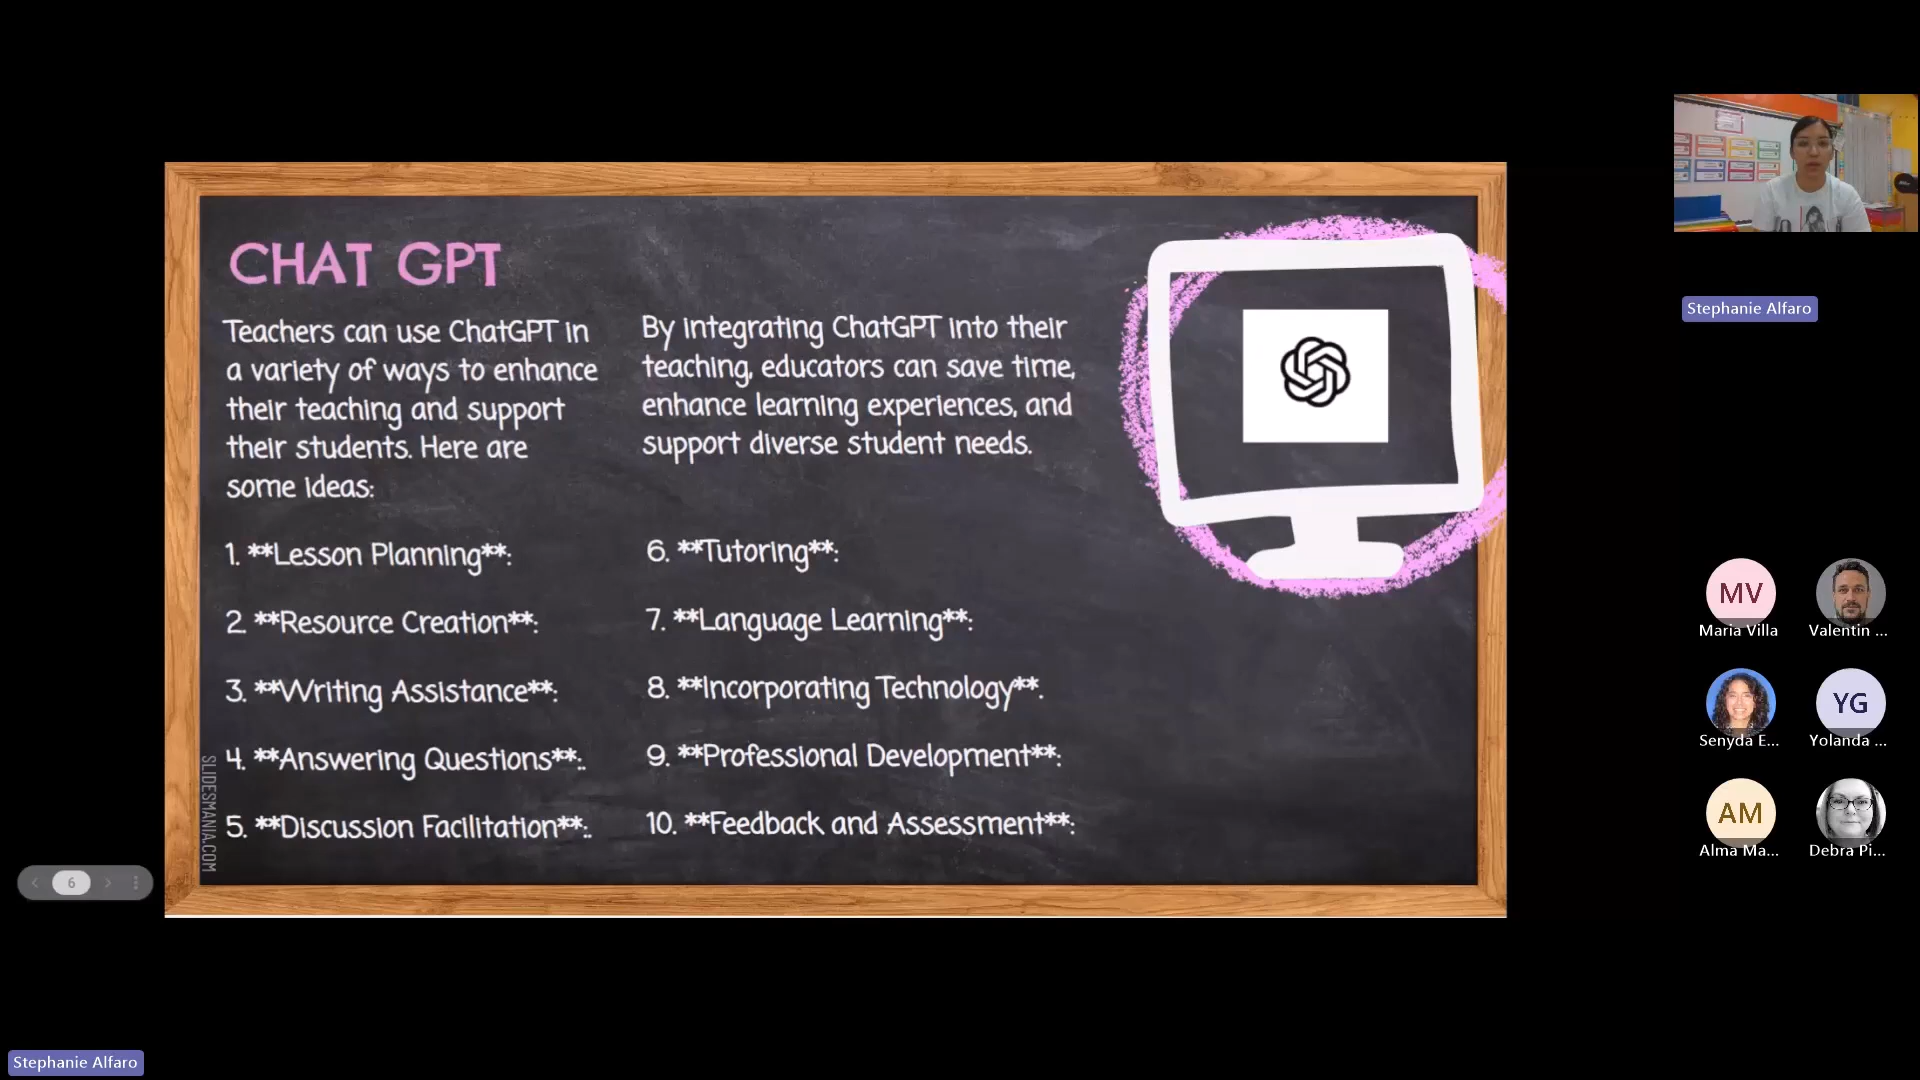 CHAT GPT
Teachers can use ChatGPT in
a variety of ways to enhance
their teaching and support
their students. Here are
some ideas:
1. **Lesson Planning**:
2. **Resource Creation**:
3. **Writing Assistance**:
4. **Answering Questions**:.
5. **Discussion Facilitation**:.
By integrating ChatGPT into their
teaching, educators can save time,
enhance learning experiences, and
support diverse student needs.
6. **Tutoring**:
7. **Language Learning**:
8. **Incorporating Technology**.
9. **Professional Development**:
10. **Feedback and Assessment**:
SLIDESMANIA.COM
6
Stephanie Alfaro
Stephanie Alfaro
MV
Maria Villa
Valentin ...
Senyda E...
YG
Yolanda ...
AM
Alma Ma...
Debra Pi...